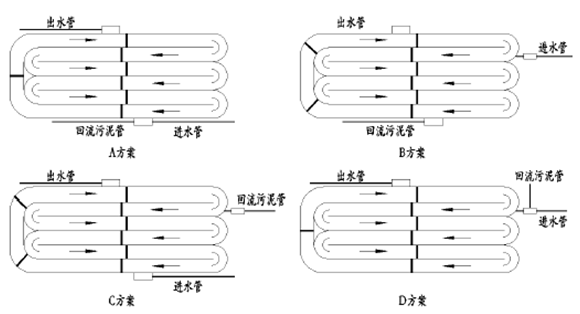 出水管
回流污泥管 进水管
A方案
出水管
进水管
回流污泥管
B方案
出水管
回流污泥管
进水管
C方案
出水管
回流污泥管
进水管
D方案